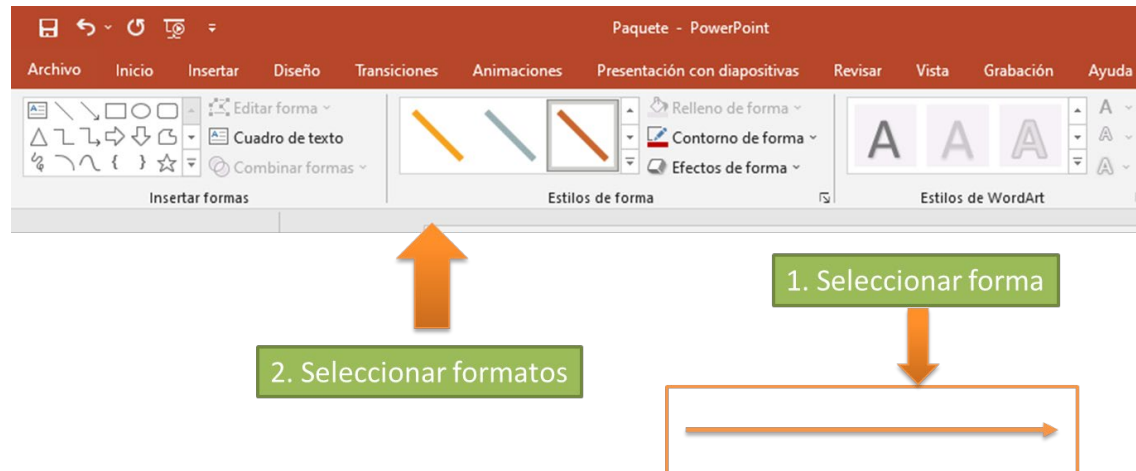 Paquete - PowerPoint
Archivo Inicio Insertar Diseño Transiciones Animaciones Presentación con diapositivas Revisar Vista Grabación Ayuda
Editar forma
Cuadro de texto
Combinar formas
Insertar formas
Relleno de forma
Contorno de forma
Efectos de forma
Estilos de forma
A A A
A
A
A
Estilos de WordArt
1. Seleccionar forma
2. Seleccionar formatos